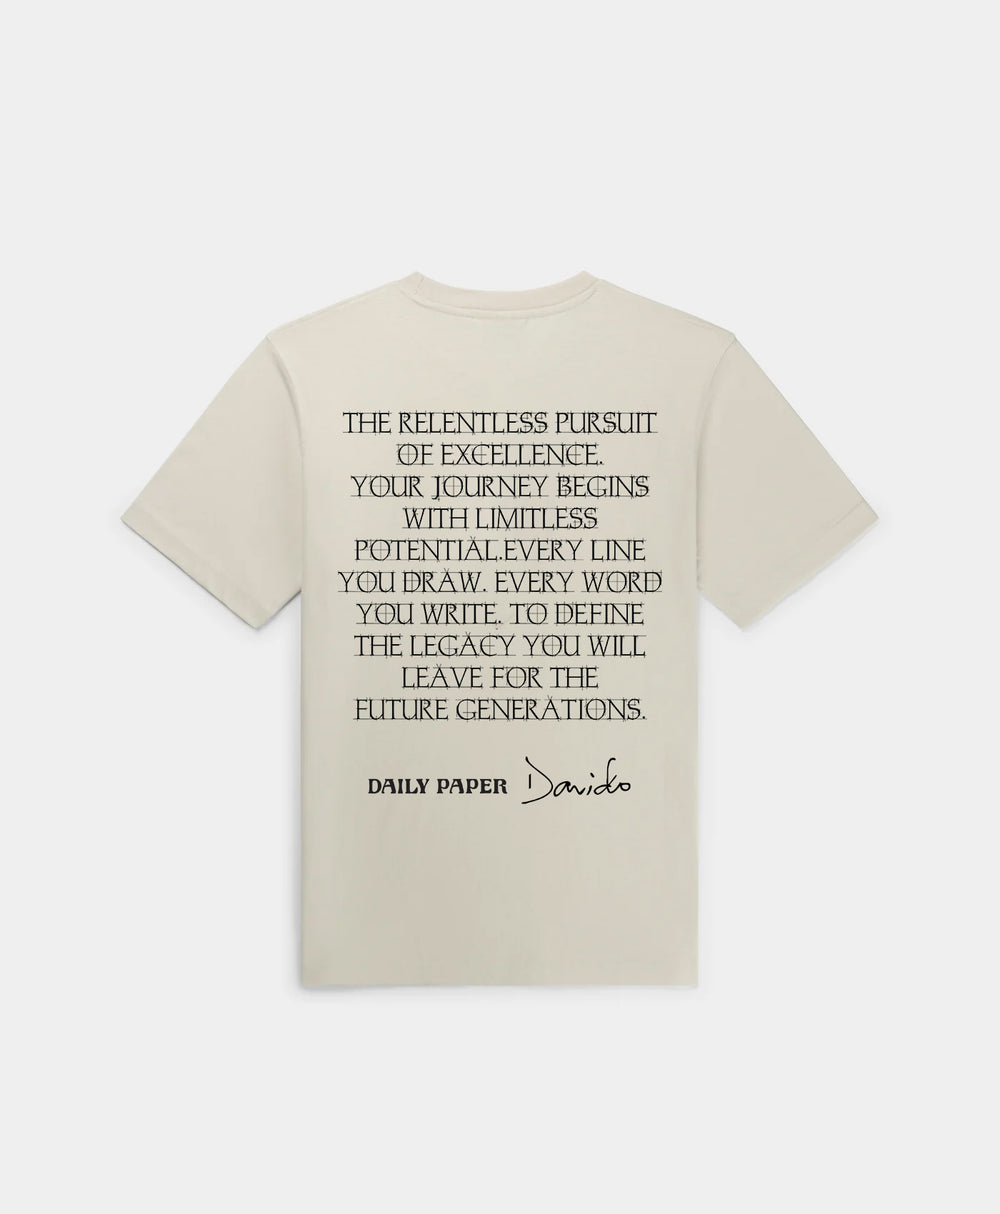 THE RELENTLESS PURSUIT
OF EXCELLENCE.
YOUR JOURNEY BEGINS
WITH LIMITLESS
POTENTIAL.EVERY LINE
YOU DRAW. EVERY WORD
YOU WRITE. TO DEFINE
THE LEGACY YOU WILL
LEAVE FOR THE
FUTURE GENERATIONS.
DAILY PAPER Davido